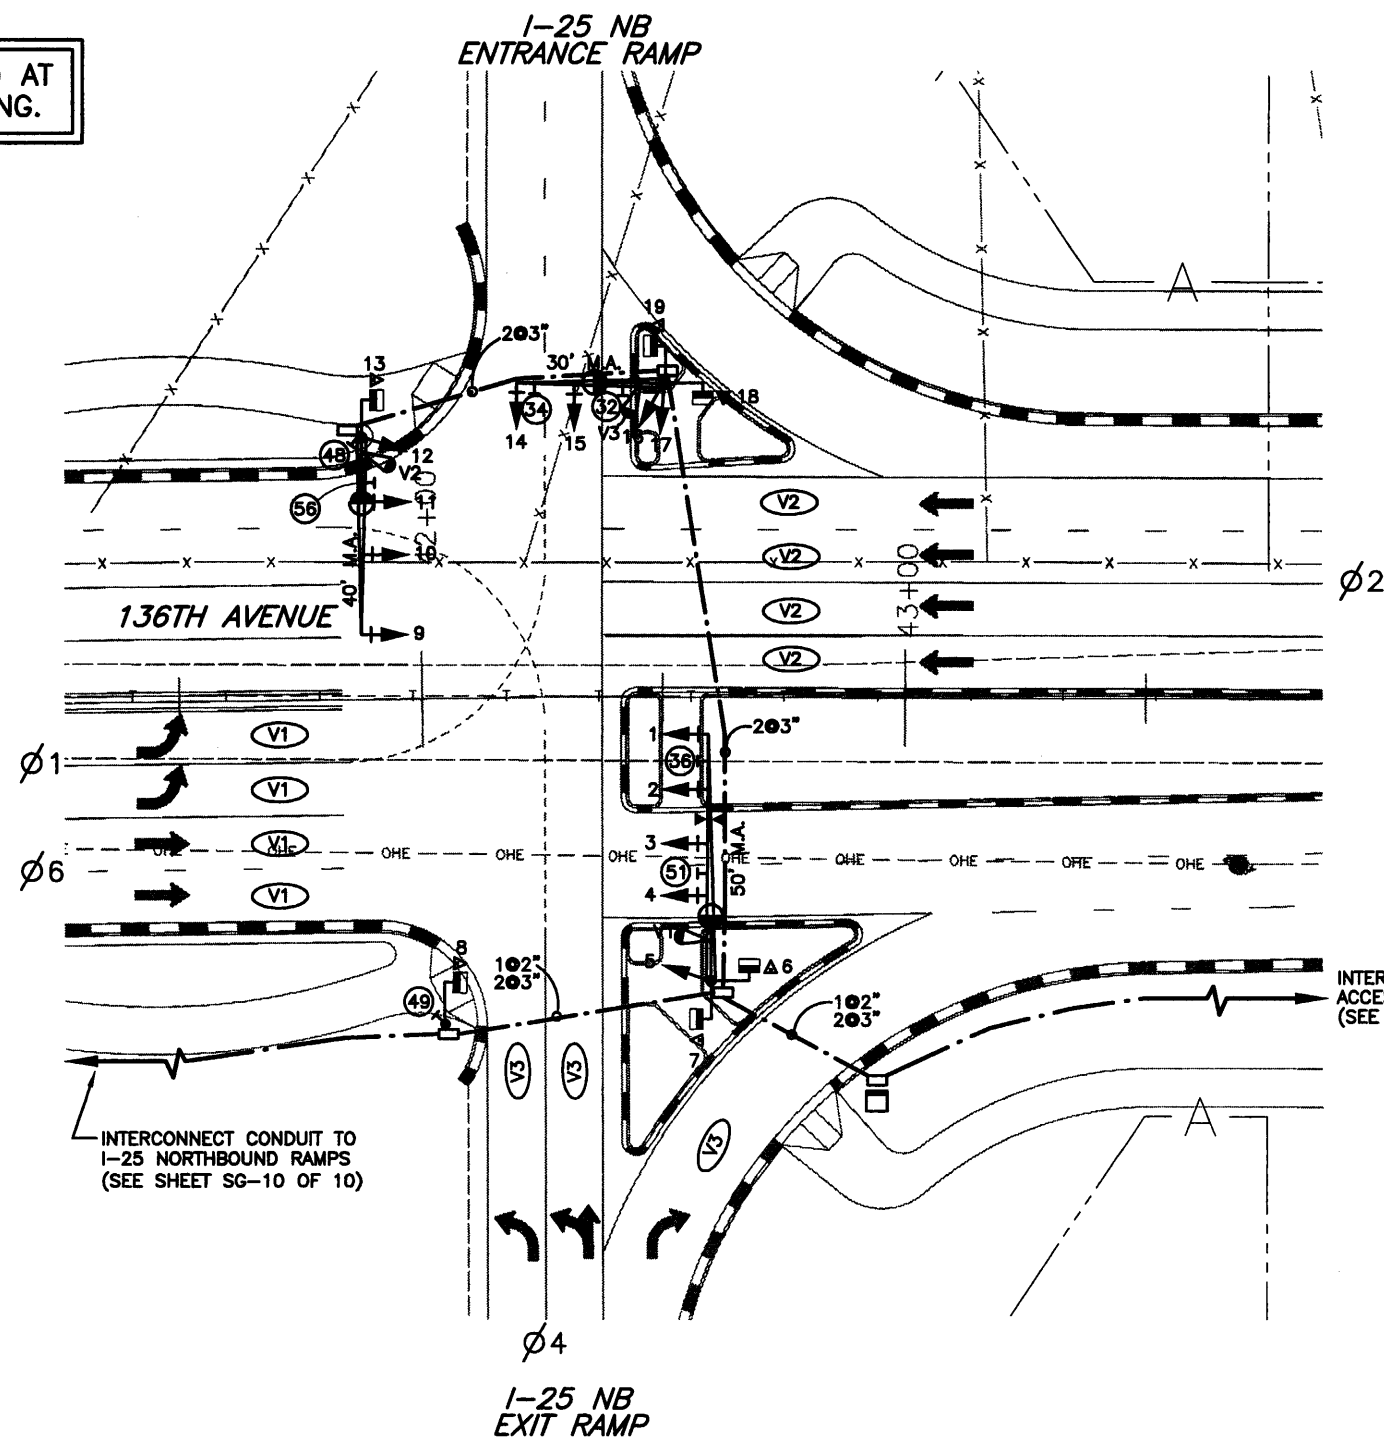 I-25 NB
ENTRANCE RAMP
AT
NG.
A
19
2@3"
30' M.A.
13
34
32
18
14
15
V3
16
17
48
12
V2
56
11
42+00
10
40' M.A.
9
V2
V2
V2
V2
43+00
Ø2
136TH AVENUE
Ø1
V1
V1
V1
V1
Ø6
1
36
2
2@3"
3
50' M.A.
51
4
OHE OHE OHE OHE OHE OHE OHE OHE OHE OHE
8
49
1@2"
2@3"
5
6
7
1@2"
2@3"
INTER
ACCE
(SEE
V3
V3
V3
A
INTERCONNECT CONDUIT TO
I-25 NORTHBOUND RAMPS
(SEE SHEET SG-10 OF 10)
Ø4
I-25 NB
EXIT RAMP